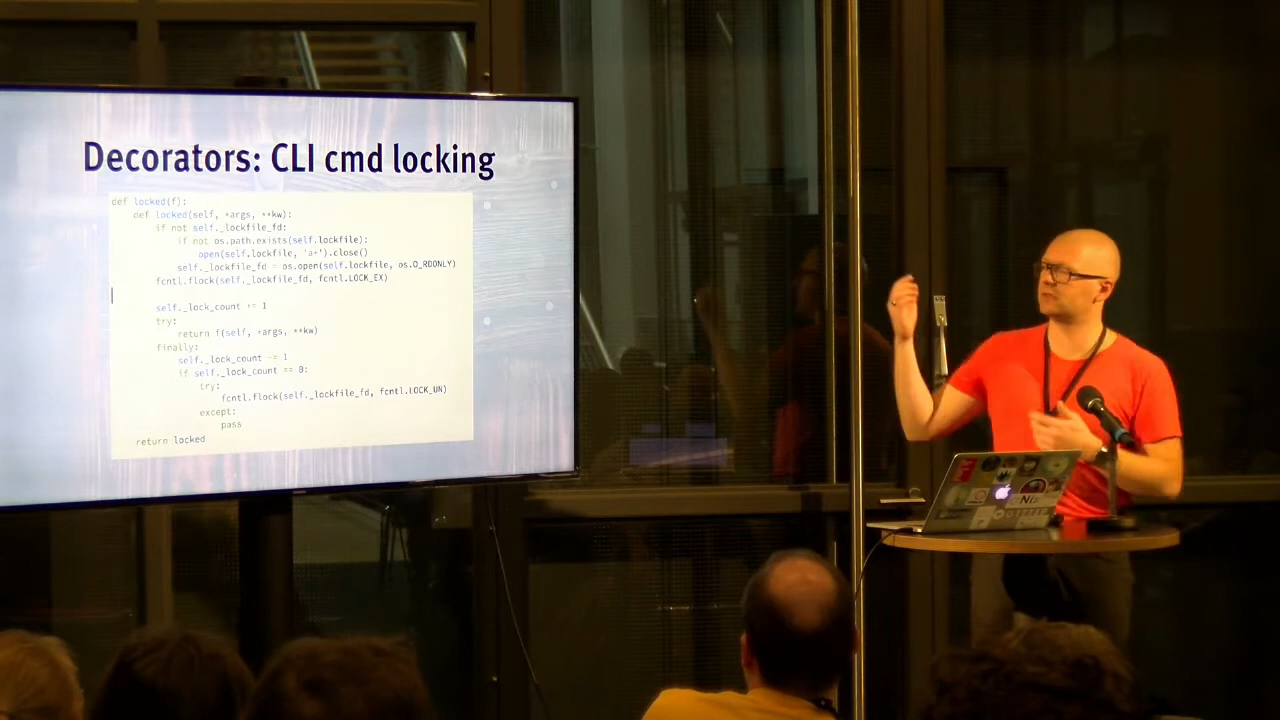 Decorators: CLI cmd locking
def locked(f):
def locked(self, *args, **kw):
if not self._lockfile_fd:
if not os.path.exists(self.lockfile):
open(self.lockfile, 'a+').close()
self._lockfile_fd = os.open(self.lockfile, os.O_RDONLY)
fcntl.flock(self._lockfile_fd, fcntl.LOCK_EX)
self._lock_count += 1
try:
return f(self, *args, **kw)
finally:
self._lock_count -= 1
if self._lock_count == 0:
try:
fcntl.flock(self._lockfile_fd, fcntl.LOCK_UN)
except:
pass
return locked